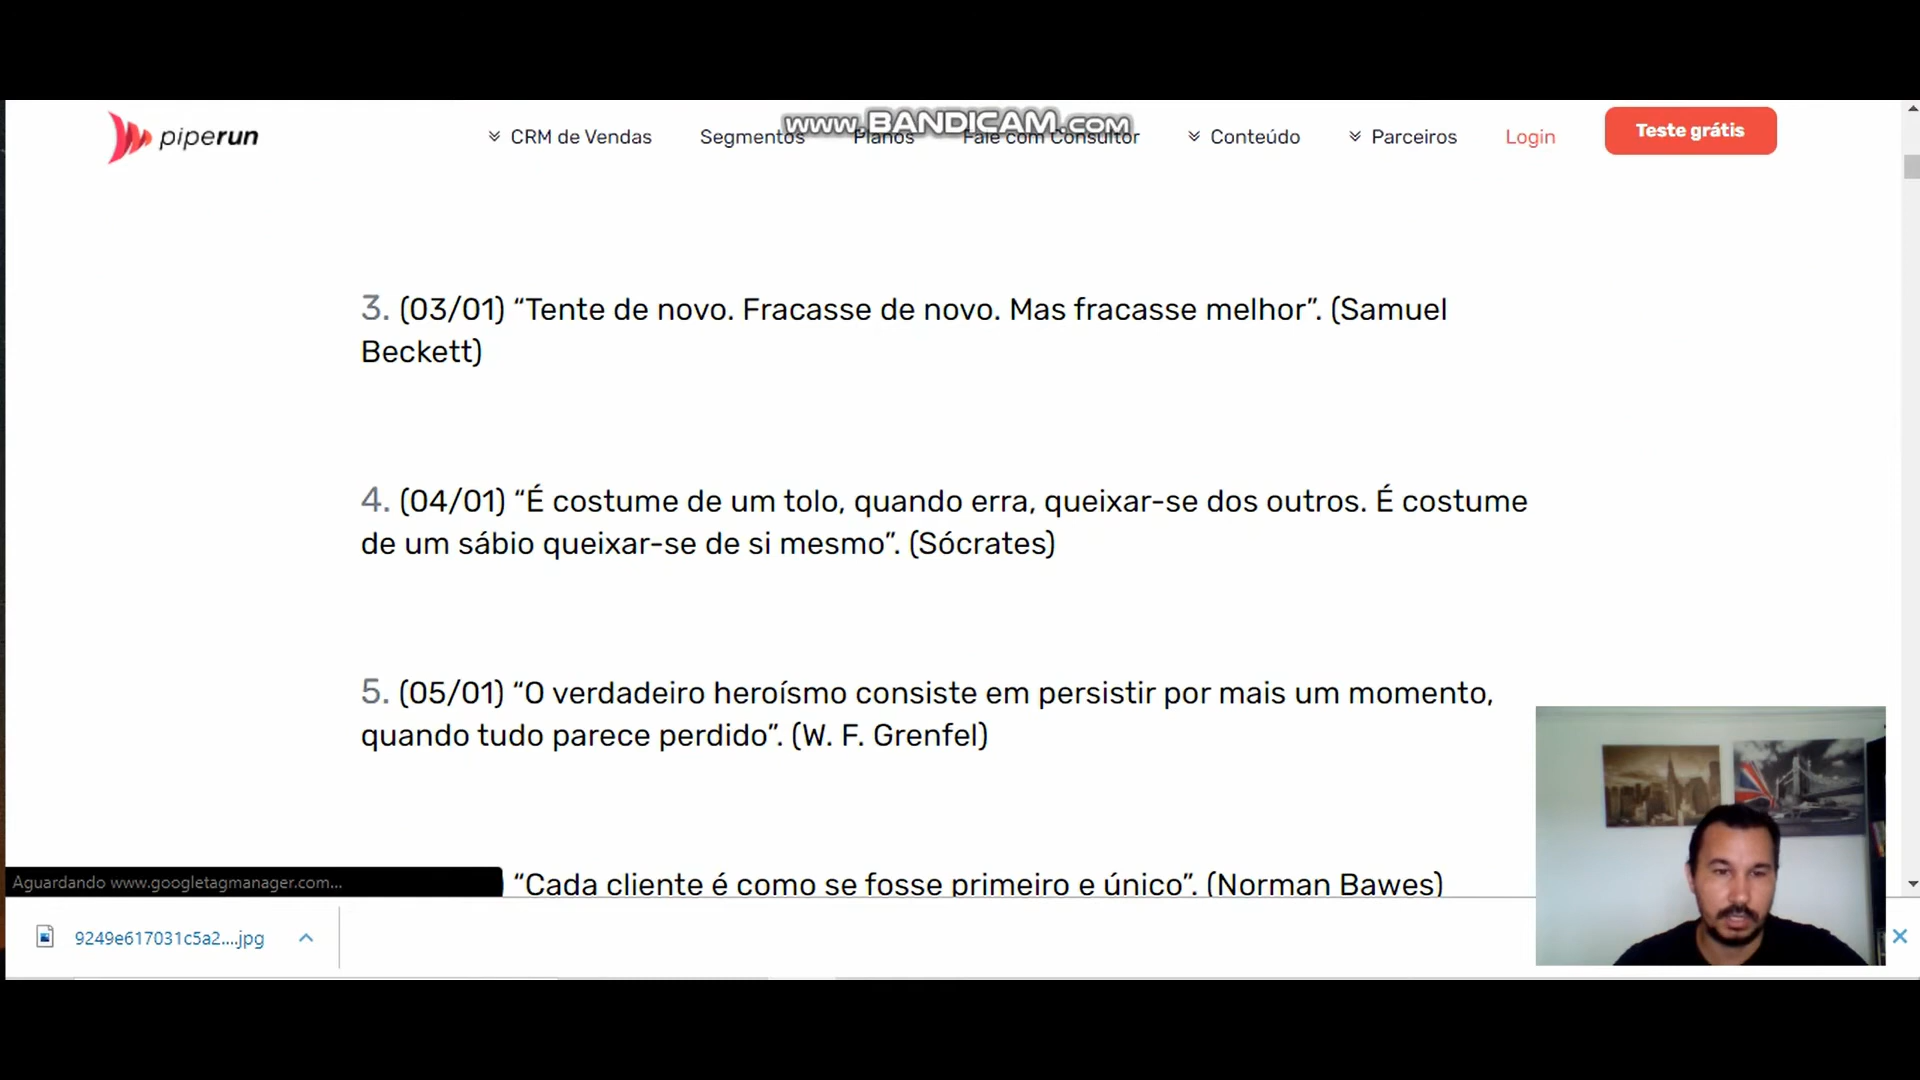 www.BANDICAM.com
piperun
CRM de Vendas Segmentos Planos Fale com Consultor Conteúdo Parceiros Login Teste grátis
3. (03/01) “Tente de novo. Fracasse de novo. Mas fracasse melhor”. (Samuel
Beckett)
4. (04/01) “É costume de um tolo, quando erra, queixar-se dos outros. É costume
de um sábio queixar-se de si mesmo”. (Sócrates)
5. (05/01) “O verdadeiro heroísmo consiste em persistir por mais um momento,
quando tudo parece perdido”. (W. F. Grenfel)
) “Cada cliente é como se fosse primeiro e único”. (Norman Bawes)
Aguardando www.googletagmanager.com...
9249e617031c5a2....jpg